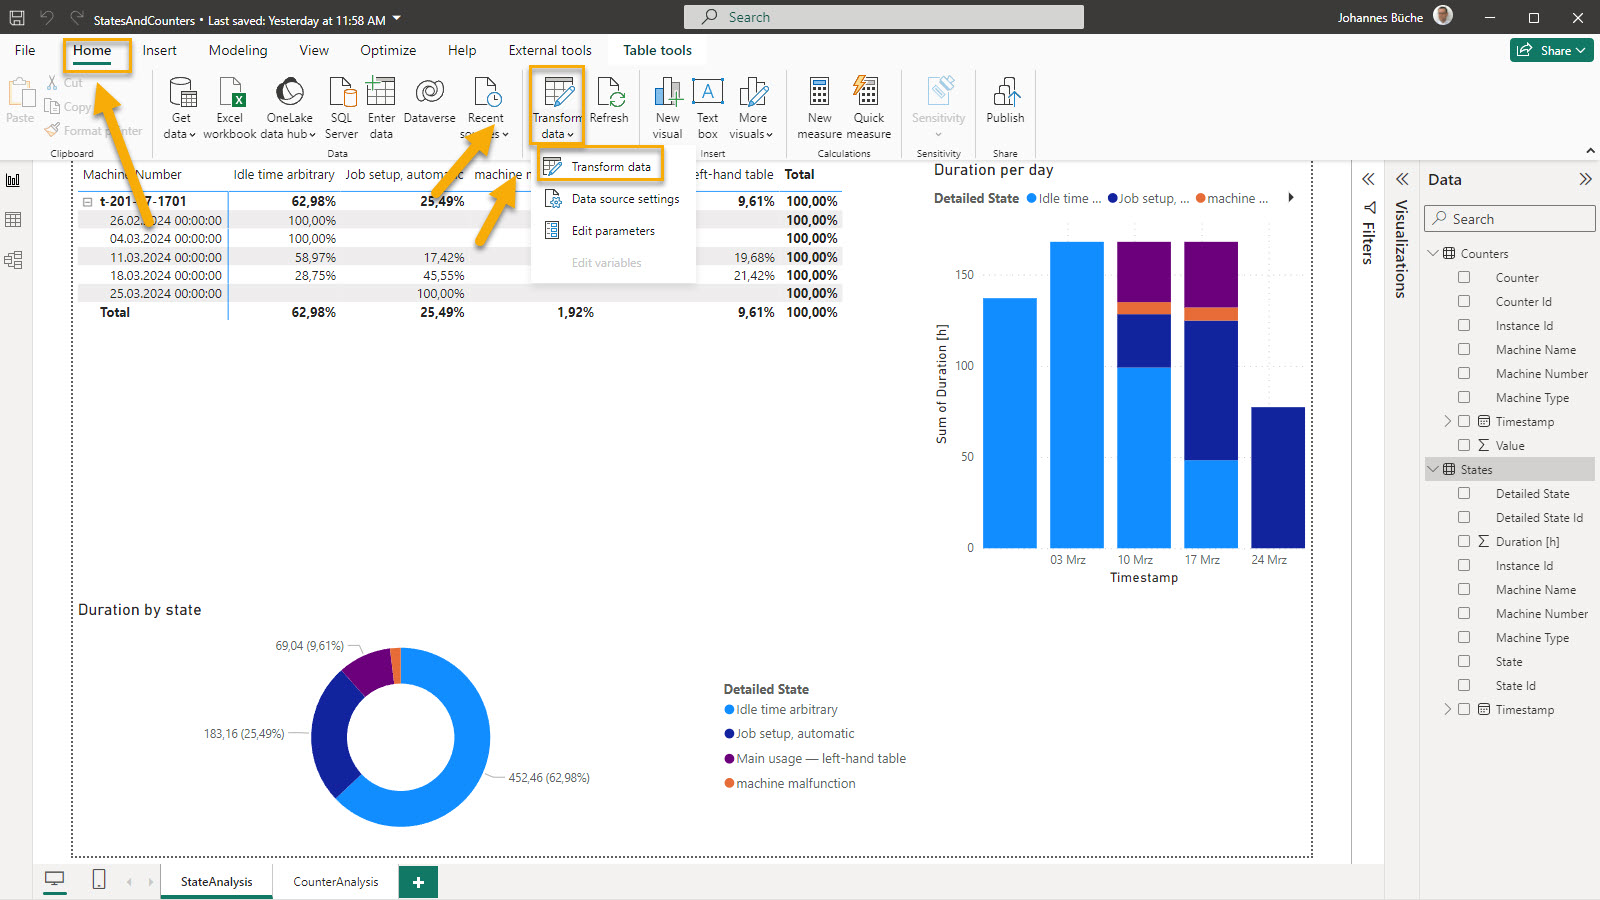 StatesAndCounters • Last saved: Yesterday at 11:58 AM
Search
Johannes Büche
File
Home
Insert
Modeling
View
Optimize
Help
External tools
Table tools
Share
Paste
Cut
Copy
Format painter
Clipboard
Get data
Excel workbook
OneLake data hub
SQL Server
Enter data
Dataverse
Recent sources
Data
Transform data
Refresh
New visual
Text box
More visuals
Insert
New measure
Quick measure
Calculations
Sensitivity
Sensitivity
Publish
Share
Transform data
Data source settings
Edit parameters
Edit variables
Machine Number Idle time arbitrary Job setup, automatic machine left-hand table Total
t-201- 7-1701 62,98% 25,49% 9,61% 100,00%
26.02. 00:00:00 100,00% 100,00%
04.03.2024 00:00:00 100,00% 100,00%
11.03.2024 00:00:00 58,97% 17,42% 19,68% 100,00%
18.03.2024 00:00:00 28,75% 45,55% 21,42% 100,00%
25.03.2024 00:00:00 100,00% 100,00%
Total 62,98% 25,49% 1,92% 9,61% 100,00%
Duration per day
Detailed State Idle time ... Job setup, ... machine ...
Sum of Duration [h]
150
100
50
0
03 Mrz 10 Mrz 17 Mrz 24 Mrz
Timestamp
Duration by state
69,04 (9,61%)
183,16 (25,49%)
452,46 (62,98%)
Detailed State
Idle time arbitrary
Job setup, automatic
Main usage — left-hand table
machine malfunction
Filters
Visualizations
Data
Search
Counters
Counter
Counter Id
Instance Id
Machine Name
Machine Number
Machine Type
Timestamp
Σ Value
States
Detailed State
Detailed State Id
Σ Duration [h]
Instance Id
Machine Name
Machine Number
Machine Type
State
State Id
Timestamp
StateAnalysis
CounterAnalysis
+